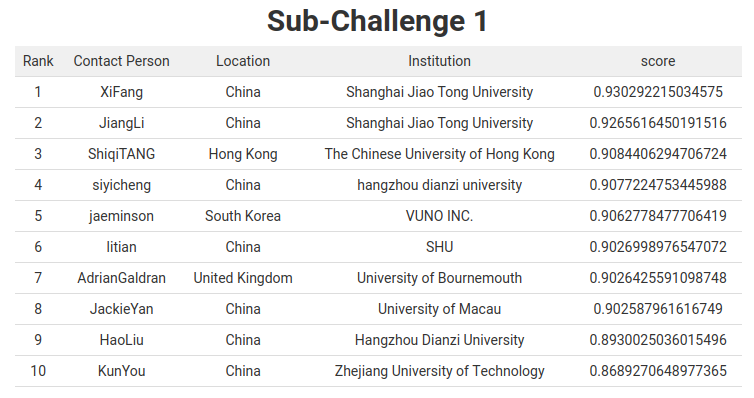 Sub-Challenge 1
Rank Contact Person Location Institution score
1 XiFang China Shanghai Jiao Tong University 0.930292215034575
2 JiangLi China Shanghai Jiao Tong University 0.9265616450191516
3 ShiqiTANG Hong Kong The Chinese University of Hong Kong 0.9084406294706724
4 siyicheng China hangzhou dianzi university 0.9077224753445988
5 jaeminson South Korea VUNO INC. 0.9062778477706419
6 litian China SHU 0.9026998976547072
7 AdrianGaldran United Kingdom University of Bournemouth 0.9026425591098748
8 JackieYan China University of Macau 0.902587961616749
9 HaoLiu China Hangzhou Dianzi University 0.8930025036015496
10 KunYou China Zhejiang University of Technology 0.8689270648977365